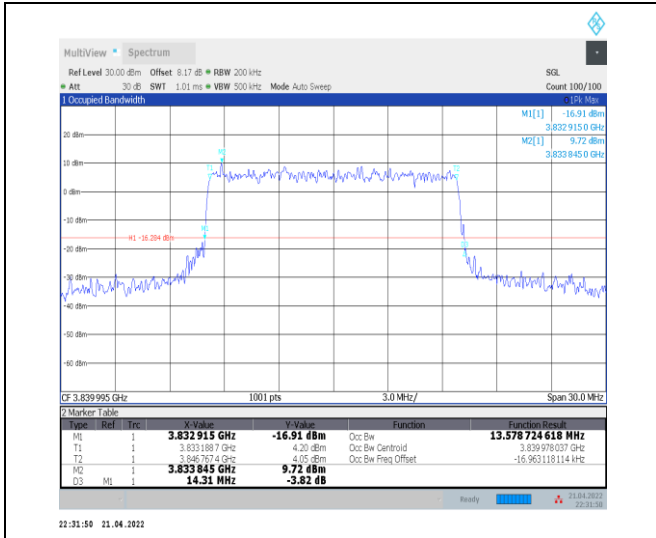 MultiView Spectrum
Ref Level 30.00 dBm Offset 8.17 dB RBW 200 kHz SGL
Att 30 dB SWT 1.01 ms VBW 500 kHz Mode Auto Sweep Count 100/100
1 Occupied Bandwidth 1Pk Max
M1[1] -16.91 dBm
3.832 915 0 GHz
M2[1] 9.72 dBm
3.833 845 0 GHz
20 dBm
10 dBm
0 dBm
-10 dBm
H1 -16.284 dBm
-20 dBm
-30 dBm
-40 dBm
-50 dBm
-60 dBm
CF 3.839 995 GHz 1001 pts 3.0 MHz/ Span 30.0 MHz
2 Marker Table
Type Ref Trc X-Value Y-Value Function Function Result
M1 1 3.832 915 GHz -16.91 dBm Occ Bw 13.578 724 618 MHz
T1 1 3.833 188 7 GHz 4.20 dBm Occ Bw Centroid 3.839 978 037 GHz
T2 1 3.846 767 4 GHz 4.05 dBm Occ Bw Freq Offset -16.963 118 114 kHz
M2 1 3.833 845 GHz 9.72 dBm
D3 M1 1 14.31 MHz -3.82 dB
Ready 21.04.2022
22:31:50
22:31:50 21.04.2022